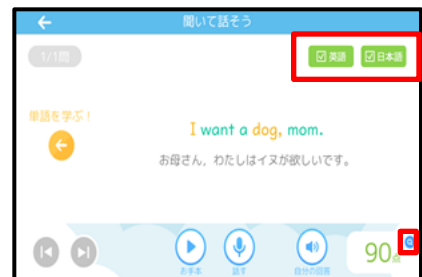 聞いて話そう
1/1問
英語 日本語
単語を学ぶ！
I want a dog, mom.
お母さん，わたしはイヌが欲しいです。
お手本 話す 自分の回答
90点